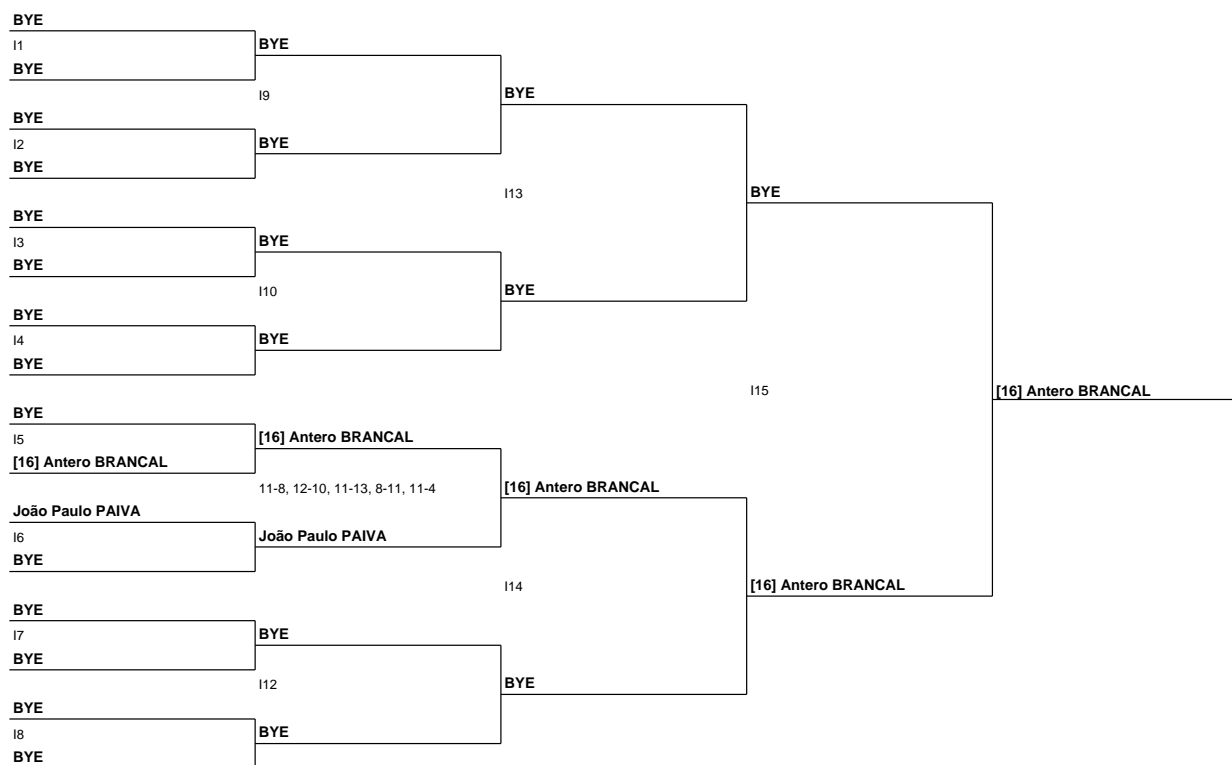 BYE
I1
BYE
BYE
I9
BYE
BYE
I2
BYE
BYE
I13
BYE
BYE
I3
BYE
BYE
I10
BYE
BYE
I4
BYE
BYE
I15
[16] Antero BRANCAL
BYE
I5
[16] Antero BRANCAL
[16] Antero BRANCAL
11-8, 12-10, 11-13, 8-11, 11-4
[16] Antero BRANCAL
João Paulo PAIVA
I6
João Paulo PAIVA
BYE
I14
[16] Antero BRANCAL
BYE
I7
BYE
BYE
I12
BYE
BYE
I8
BYE
BYE